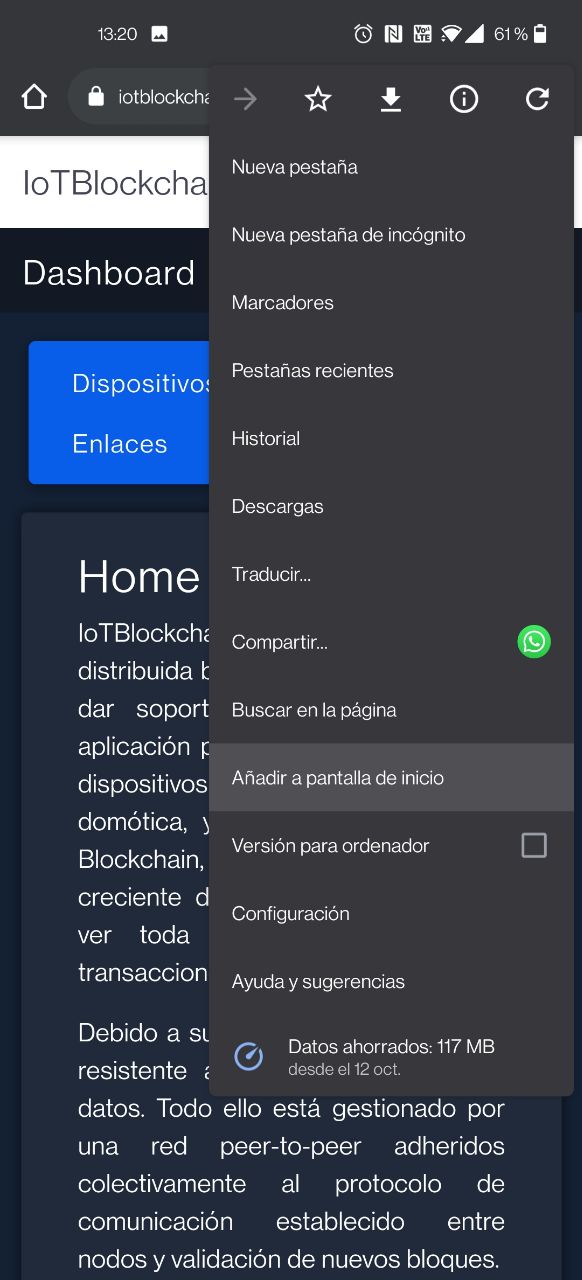 13:20
VoI LTE 61 %
iotblockcha
IoTBlockcha
Nueva pestaña
Nueva pestaña de incógnito
Dashboard
Marcadores
Pestañas recientes
Dispositivos
Enlaces
Historial
Descargas
Home
Traducir...
Compartir...
Buscar en la página
Añadir a pantalla de inicio
Versión para ordenador
Configuración
Ayuda y sugerencias
Datos ahorrados: 117 MB
desde el 12 oct.
IoTBlockcha
distribuida
dar soport
aplicación
dispositivos
domótica,
Blockchain,
creciente d
ver toda
transaccion
Debido a su
resistente
datos. Todo ello está gestionado por
una red peer-to-peer adheridos
colectivamente al protocolo de
comunicación establecido entre
nodos y validación de nuevos bloques.